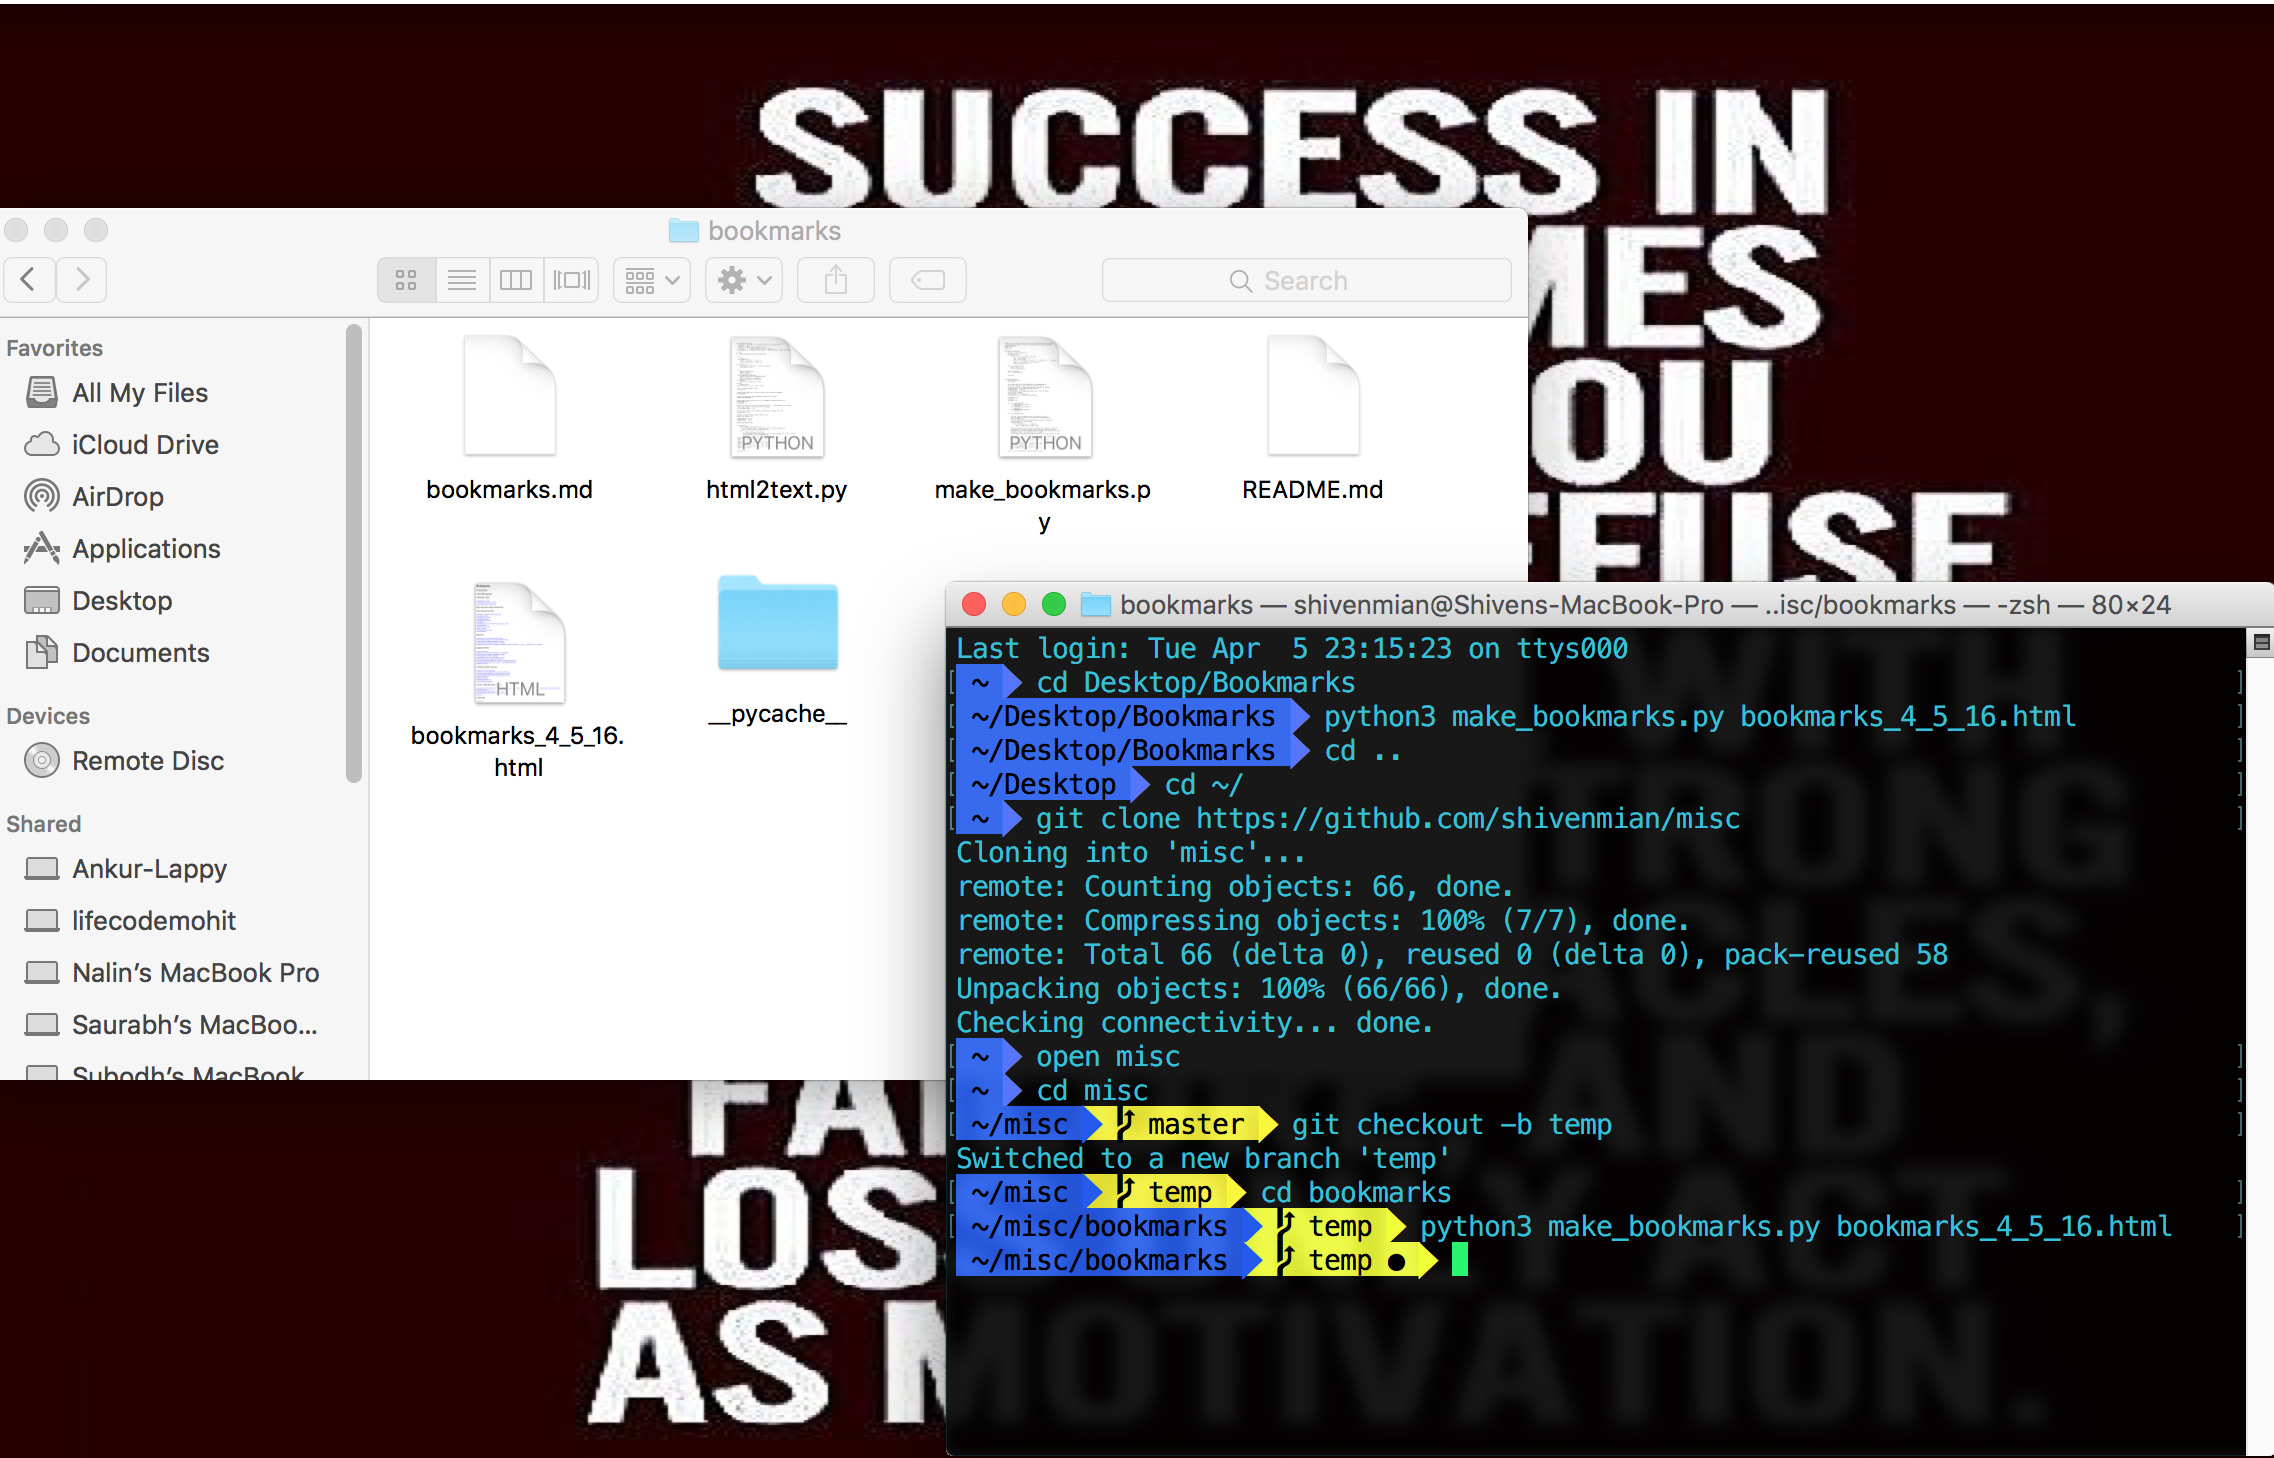 SUCCESS IN
MES
OU
EFUSE
bookmarks
Search
Favorites
All My Files
iCloud Drive
AirDrop
Applications
Desktop
Documents
Devices
Remote Disc
Shared
Ankur-Lappy
lifecodemohit
Nalin’s MacBook Pro
Saurabh’s MacBoo...
Subodh’s MacBook
bookmarks.md
PYTHON
html2text.py
PYTHON
make_bookmarks.p
y
README.md
HTML
bookmarks_4_5_16.
html
__pycache__
bookmarks — shivenmian@Shivens-MacBook-Pro — ..isc/bookmarks — -zsh — 80×24
Last login: Tue Apr  5 23:15:23 on ttys000
~ cd Desktop/Bookmarks
~/Desktop/Bookmarks python3 make_bookmarks.py bookmarks_4_5_16.html
~/Desktop/Bookmarks cd ..
~/Desktop cd ~/
~ git clone https://github.com/shivenmian/misc
Cloning into 'misc'...
remote: Counting objects: 66, done.
remote: Compressing objects: 100% (7/7), done.
remote: Total 66 (delta 0), reused 0 (delta 0), pack-reused 58
Unpacking objects: 100% (66/66), done.
Checking connectivity... done.
~ open misc
~ cd misc
~/misc master git checkout -b temp
Switched to a new branch 'temp'
~/misc temp cd bookmarks
~/misc/bookmarks temp python3 make_bookmarks.py bookmarks_4_5_16.html
~/misc/bookmarks temp ●
WITH
TRONG
ACLES,
AND
Y ACT
FAI
LOS
AS MOTIVATION.